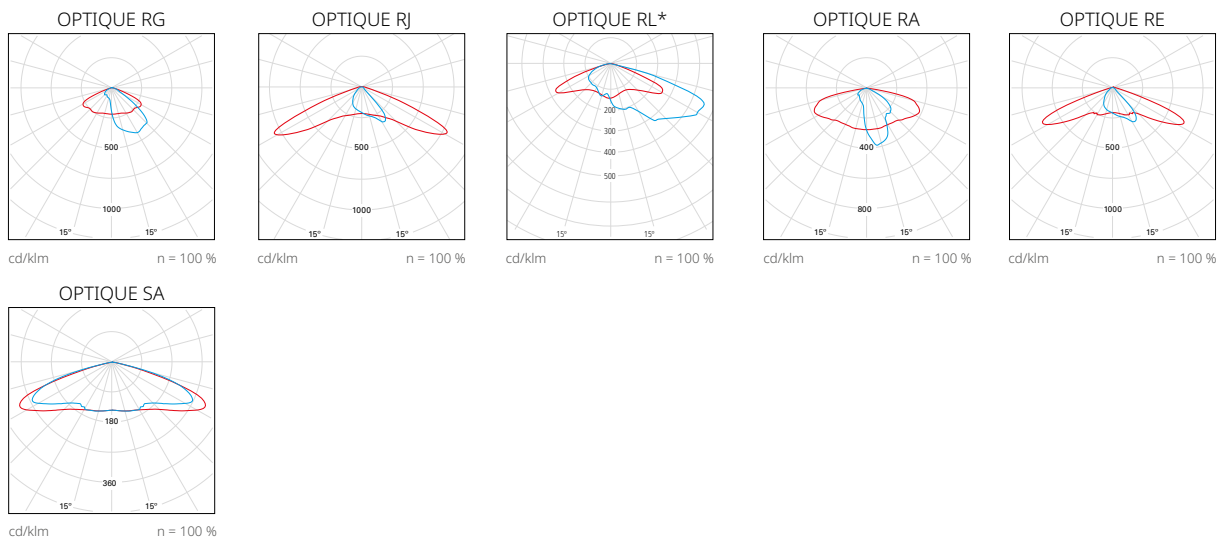 OPTIQUE RG
500
1000
15° 15°
cd/klm n = 100 %
OPTIQUE RJ
500
1000
15° 15°
cd/klm n = 100 %
OPTIQUE RL*
200
300
400
500
15° 15°
cd/klm n = 100 %
OPTIQUE RA
400
800
15° 15°
cd/klm n = 100 %
OPTIQUE RE
500
1000
15° 15°
cd/klm n = 100 %
OPTIQUE SA
180
360
15° 15°
cd/klm n = 100 %